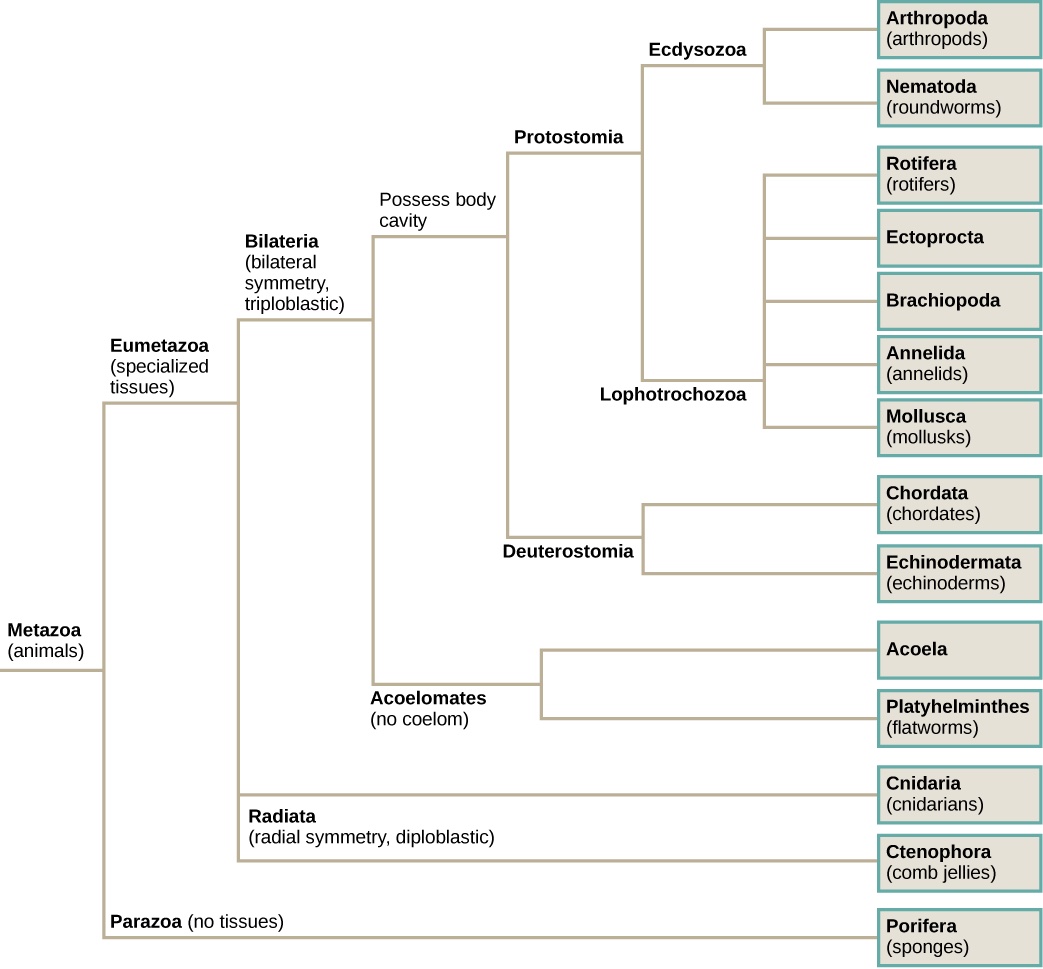 Arthropoda
(arthropods)
Ecdysozoa
Nematoda
(roundworms)
Protostomia
Rotifera
(rotifers)
Possess body
cavity
Ectoprocta
Bilateria
(bilateral
symmetry,
triploblastic)
Brachiopoda
Eumetazoa
(specialized
tissues)
Annelida
(annelids)
Lophotrochozoa
Mollusca
(mollusks)
Chordata
(chordates)
Deuterostomia
Echinodermata
(echinoderms)
Metazoa
(animals)
Acoela
Acoelomates
(no coelom)
Platyhelminthes
(flatworms)
Cnidaria
(cnidarians)
Radiata
(radial symmetry, diploblastic)
Ctenophora
(comb jellies)
Parazoa (no tissues)
Porifera
(sponges)